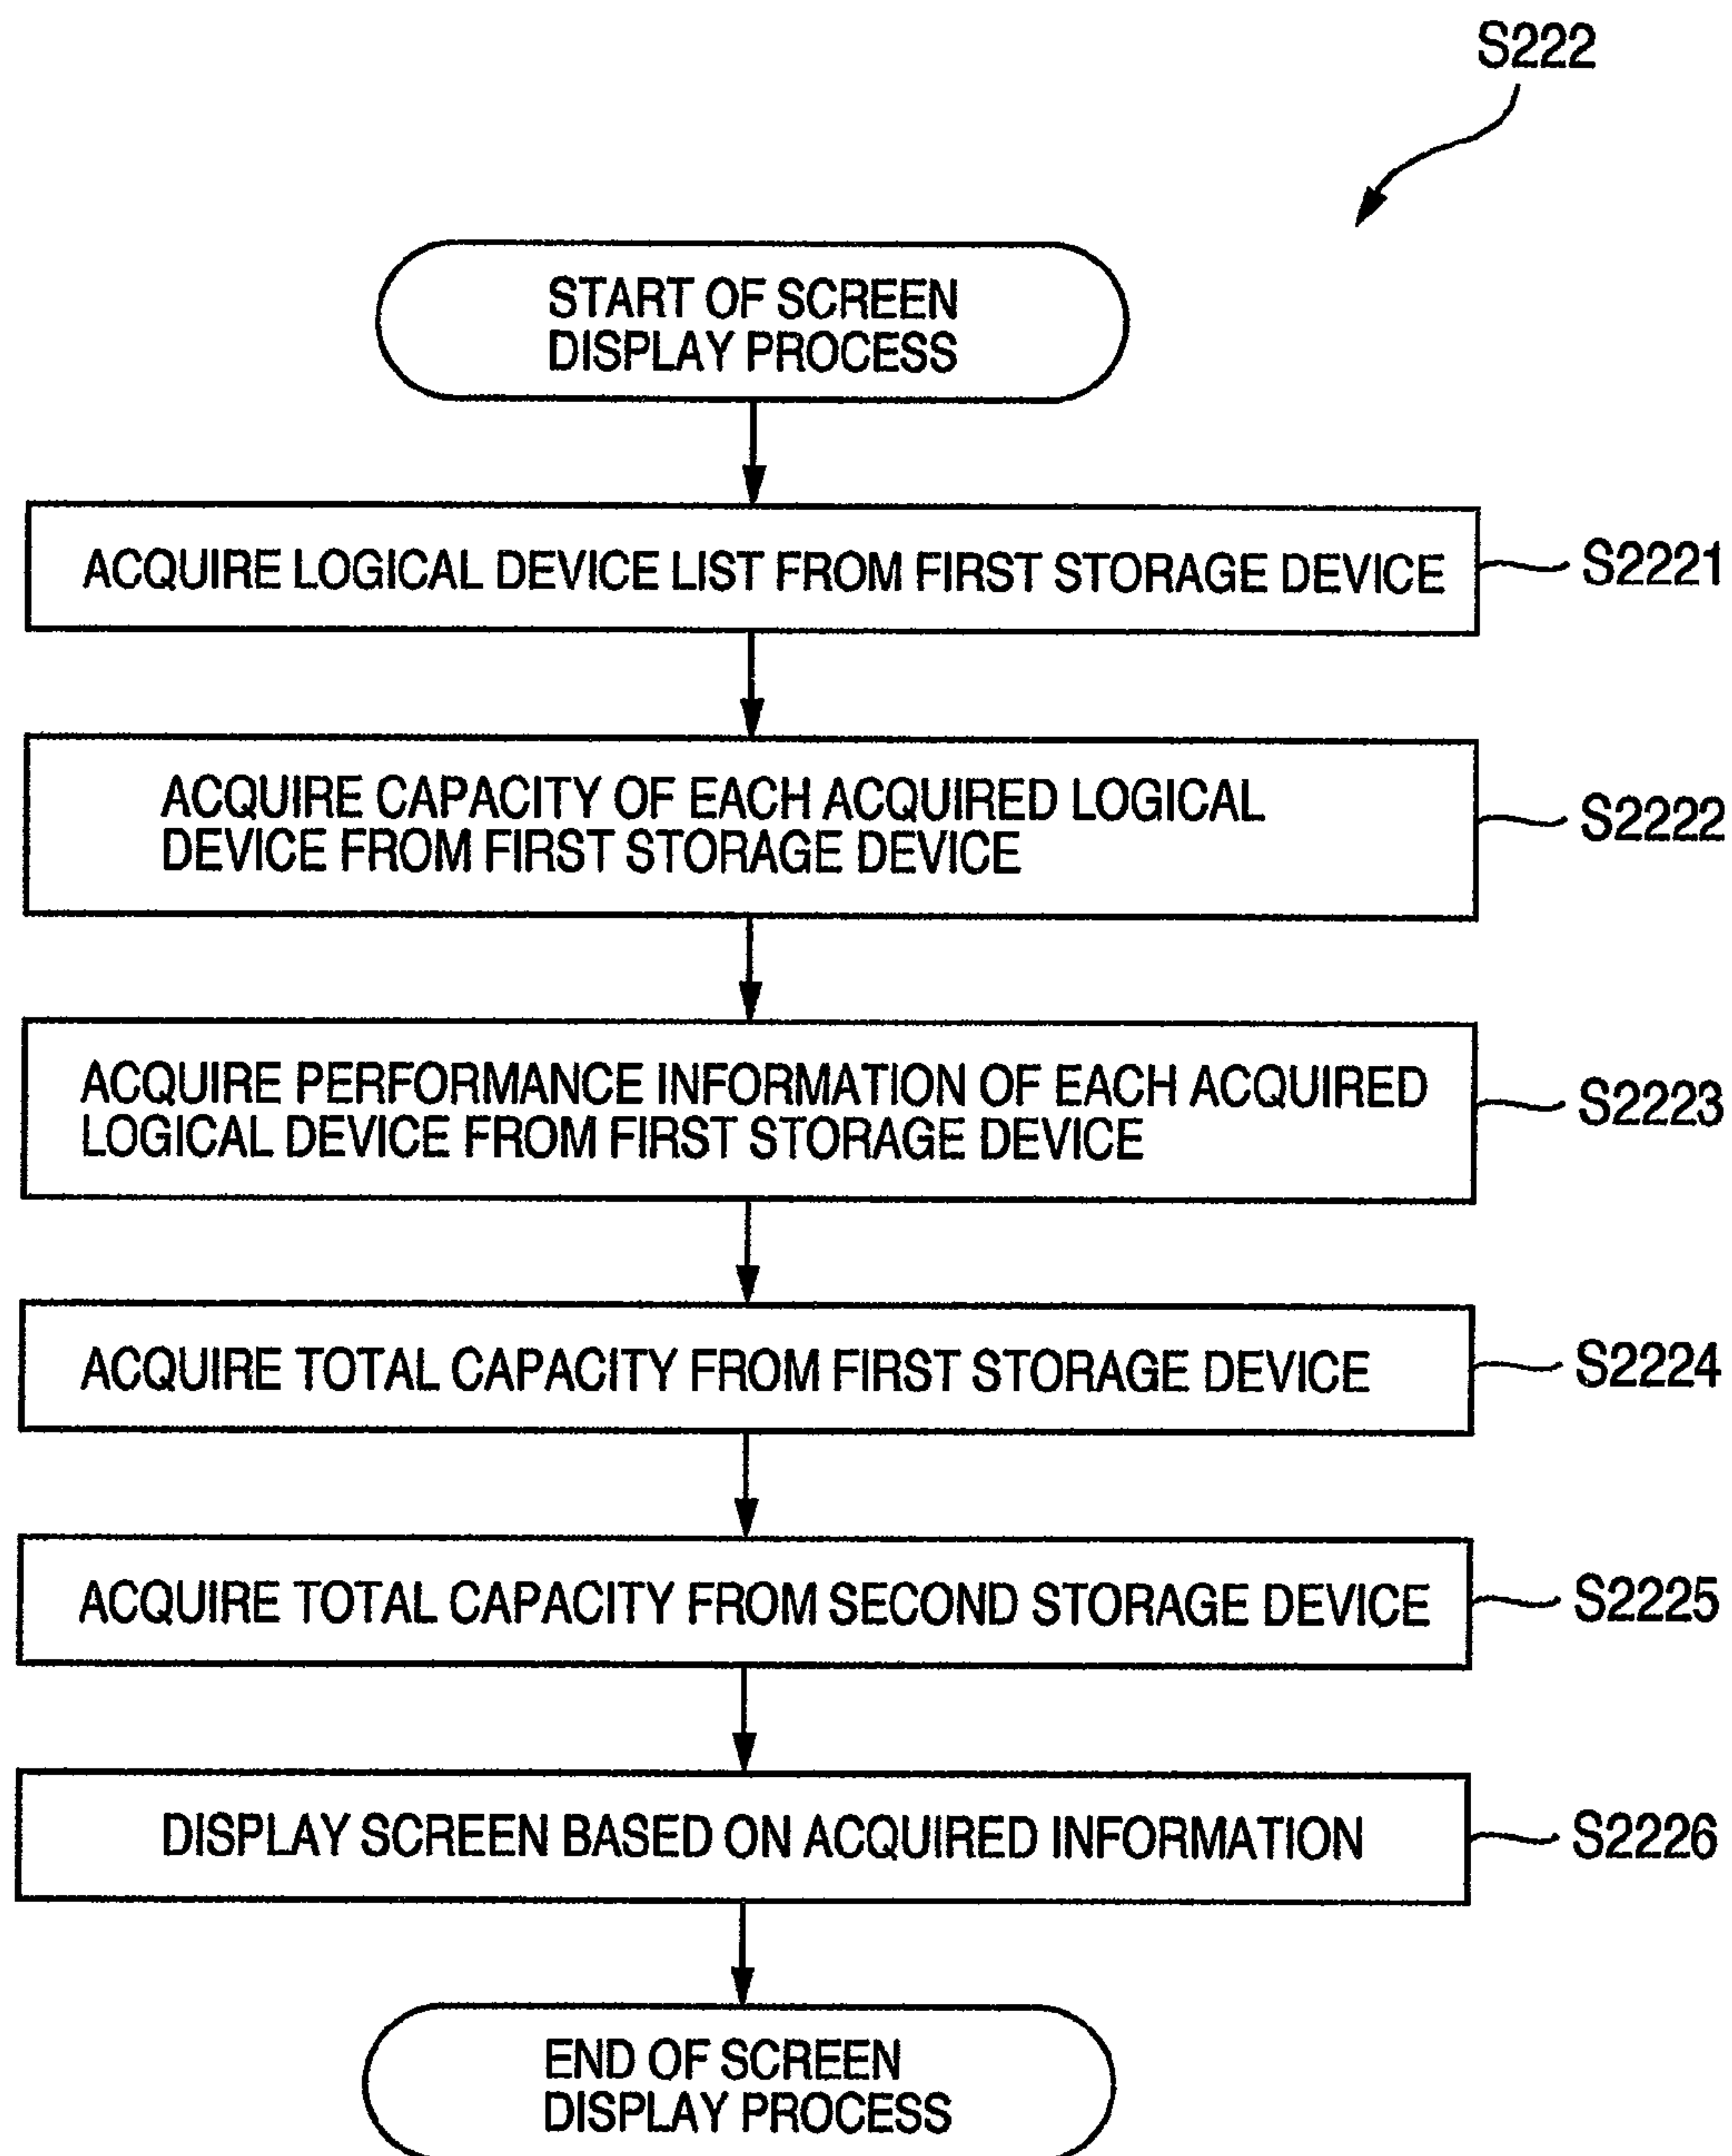 S222
START OF SCREEN
DISPLAY PROCESS
ACQUIRE LOGICAL DEVICE LIST FROM FIRST STORAGE DEVICE
S2221
ACQUIRE CAPACITY OF EACH ACQUIRED LOGICAL
DEVICE FROM FIRST STORAGE DEVICE
S2222
ACQUIRE PERFORMANCE INFORMATION OF EACH ACQUIRED
LOGICAL DEVICE FROM FIRST STORAGE DEVICE
S2223
ACQUIRE TOTAL CAPACITY FROM FIRST STORAGE DEVICE
S2224
ACQUIRE TOTAL CAPACITY FROM SECOND STORAGE DEVICE
S2225
DISPLAY SCREEN BASED ON ACQUIRED INFORMATION
S2226
END OF SCREEN
DISPLAY PROCESS